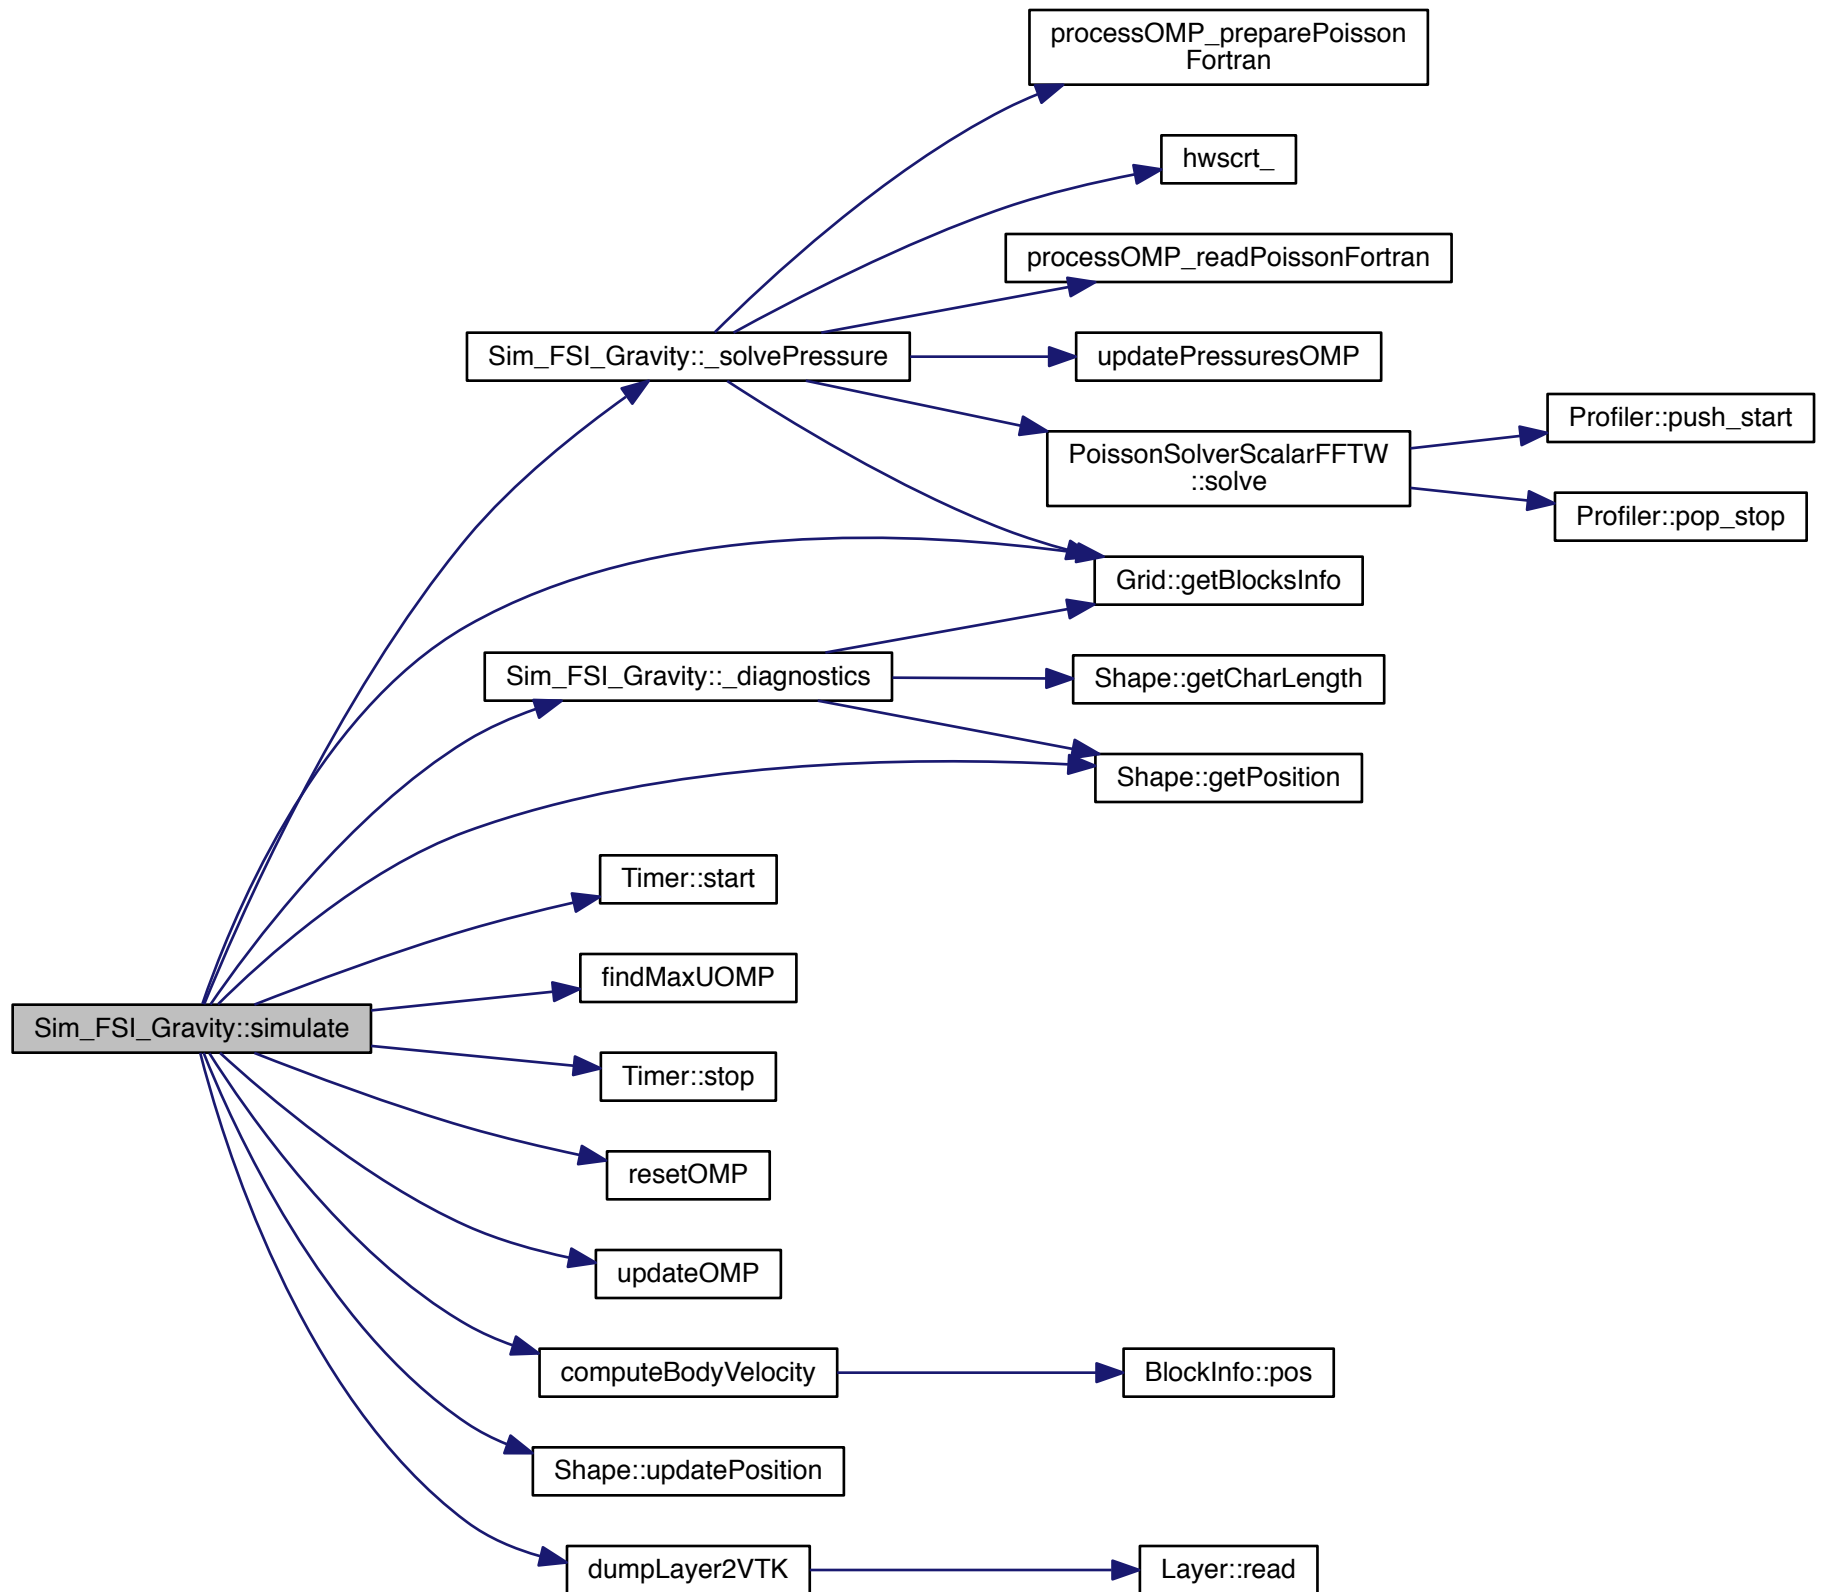 processOMP_preparePoisson
Fortran
hwscrt_
processOMP_readPoissonFortran
Sim_FSI_Gravity::_solvePressure
updatePressuresOMP
Profiler::push_start
PoissonSolverScalarFFTW
::solve
Profiler::pop_stop
Grid::getBlocksInfo
Sim_FSI_Gravity::_diagnostics
Shape::getCharLength
Shape::getPosition
Timer::start
findMaxUOMP
Sim_FSI_Gravity::simulate
Timer::stop
resetOMP
updateOMP
computeBodyVelocity
BlockInfo::pos
Shape::updatePosition
dumpLayer2VTK
Layer::read